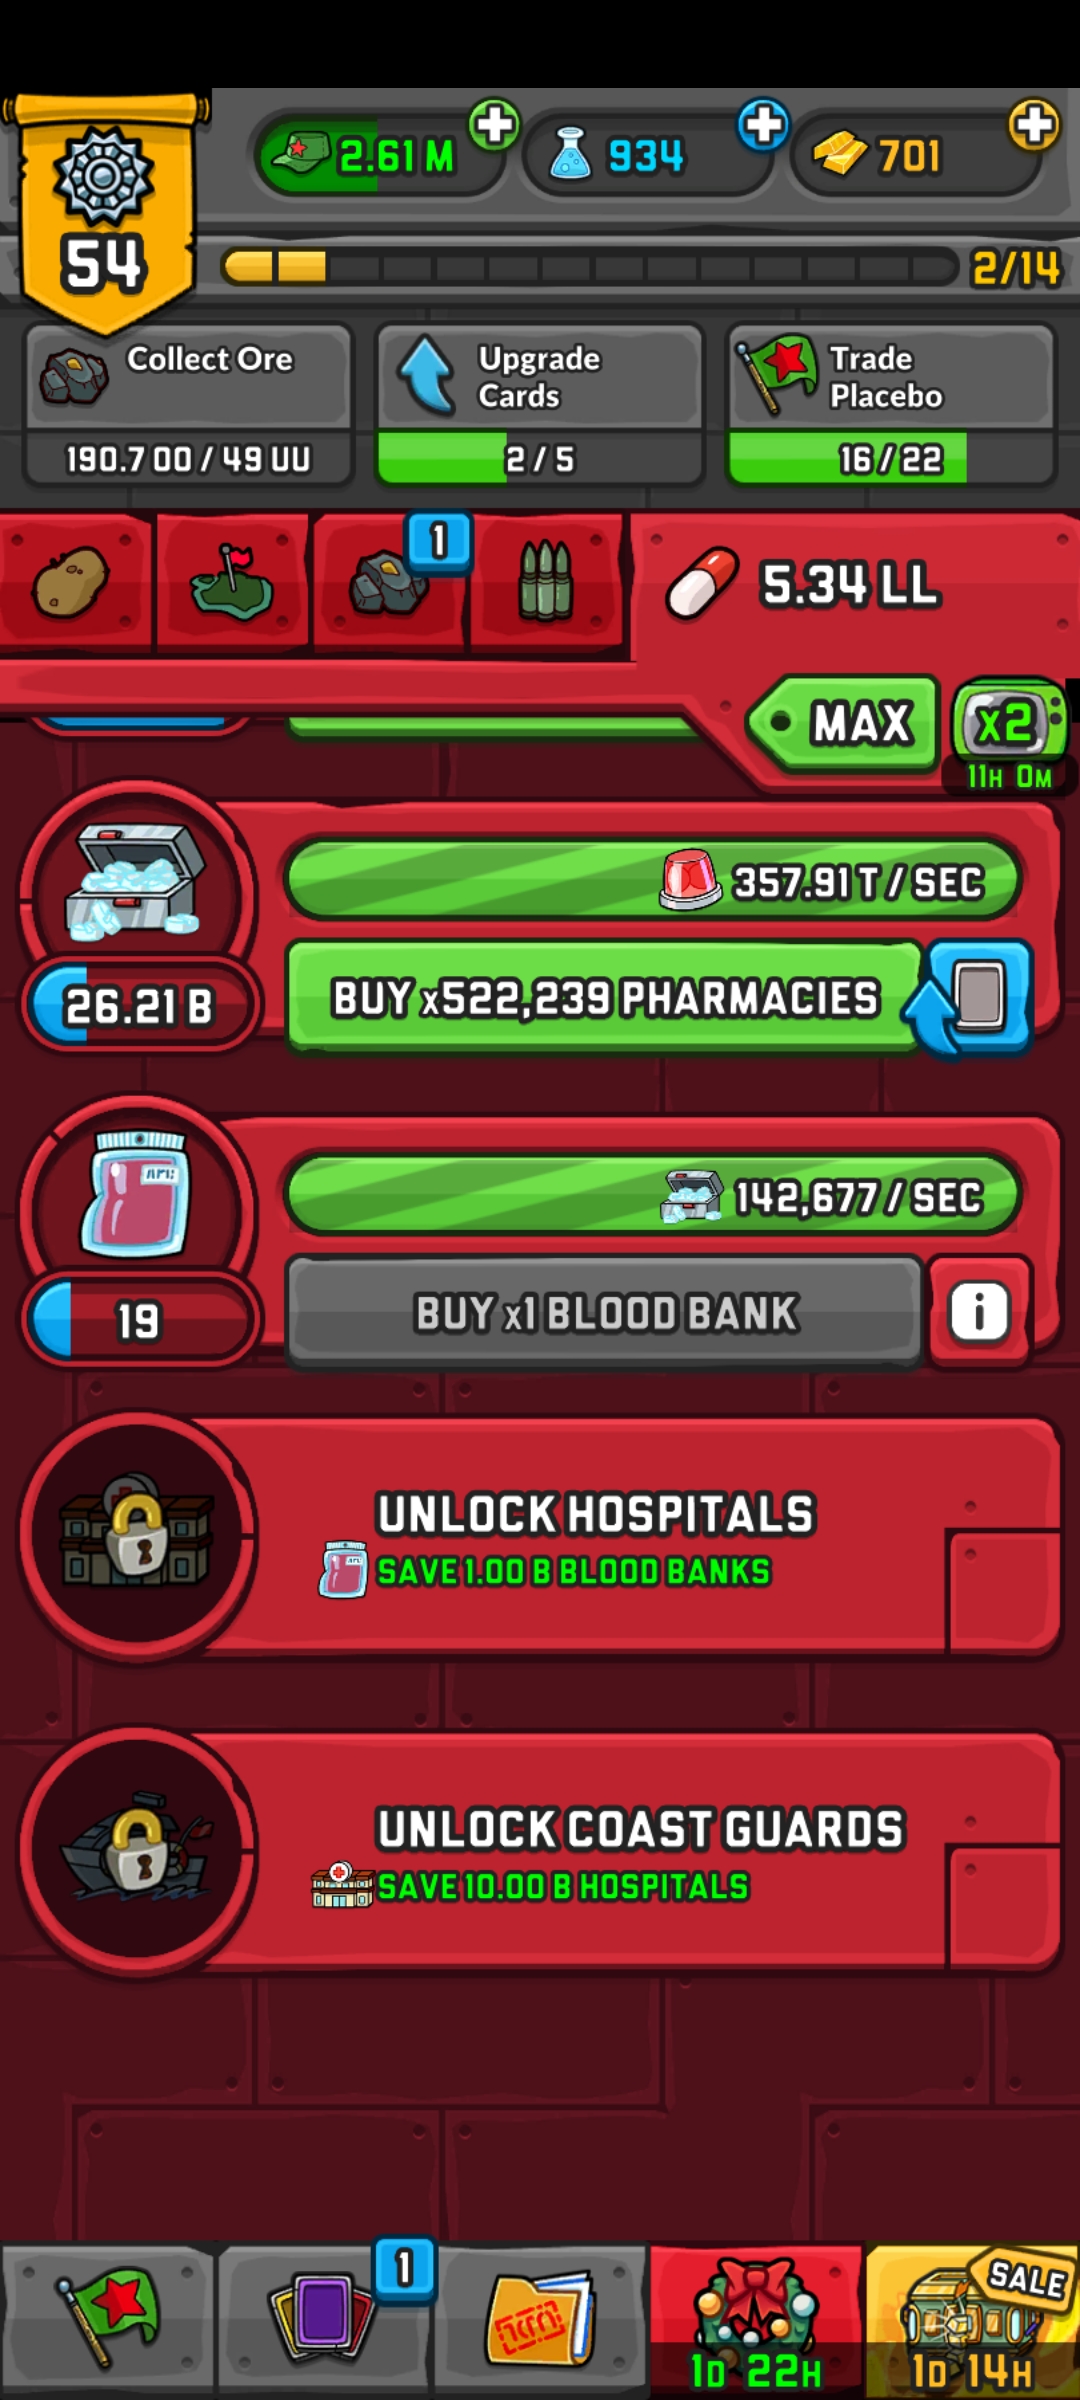 54
2.61 M
934
701
2/14
Collect Ore
190.7 OO / 49 UU
Upgrade
Cards
2 / 5
Trade
Placebo
16 / 22
1
5.34 LL
MAX
x2
11H 0M
357.91 T / SEC
26.21 B
BUY x522,239 PHARMACIES
142,677 / SEC
19
BUY x1 BLOOD BANK
i
UNLOCK HOSPITALS
SAVE 1.00 B BLOOD BANKS
UNLOCK COAST GUARDS
SAVE 10.00 B HOSPITALS
1
1D 22H
SALE
1D 14H